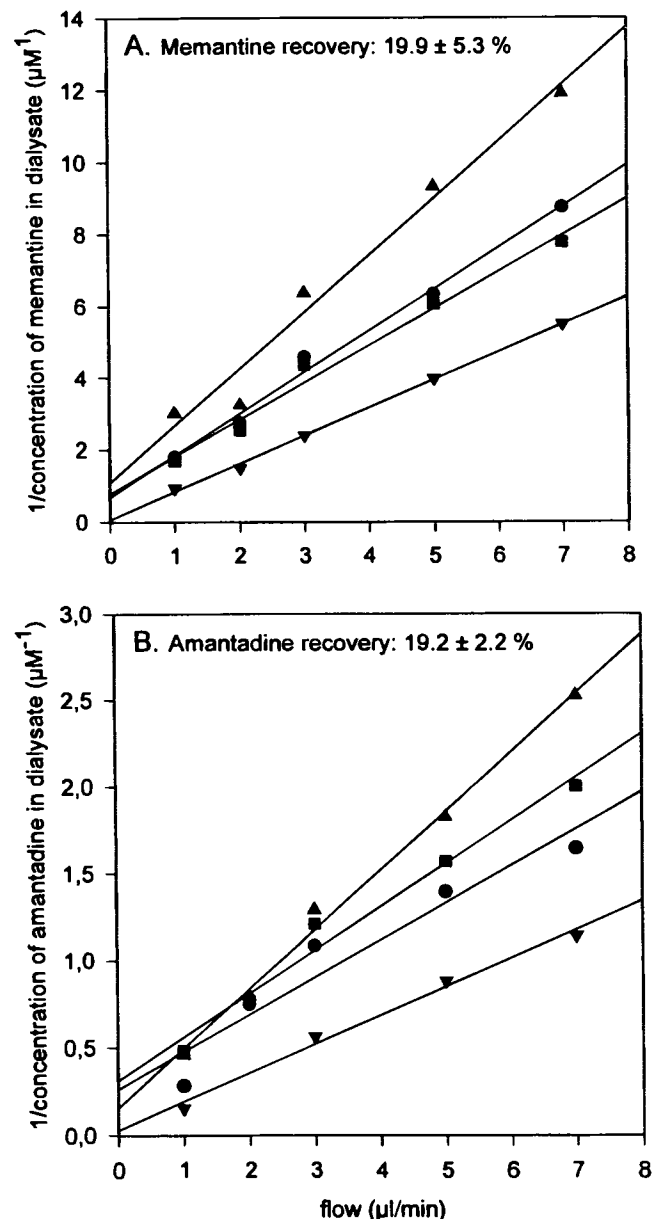 A. Memantine recovery: 19.9 ± 5.3 %
1/concentration of memantine in dialysate (µM⁻¹)
14
12
10
8
6
4
2
0
0 1 2 3 4 5 6 7 8
B. Amantadine recovery: 19.2 ± 2.2 %
1/concentration of amantadine in dialysate (µM⁻¹)
3,0
2,5
2,0
1,5
1,0
0,5
0,0
0 1 2 3 4 5 6 7 8
flow (µl/min)